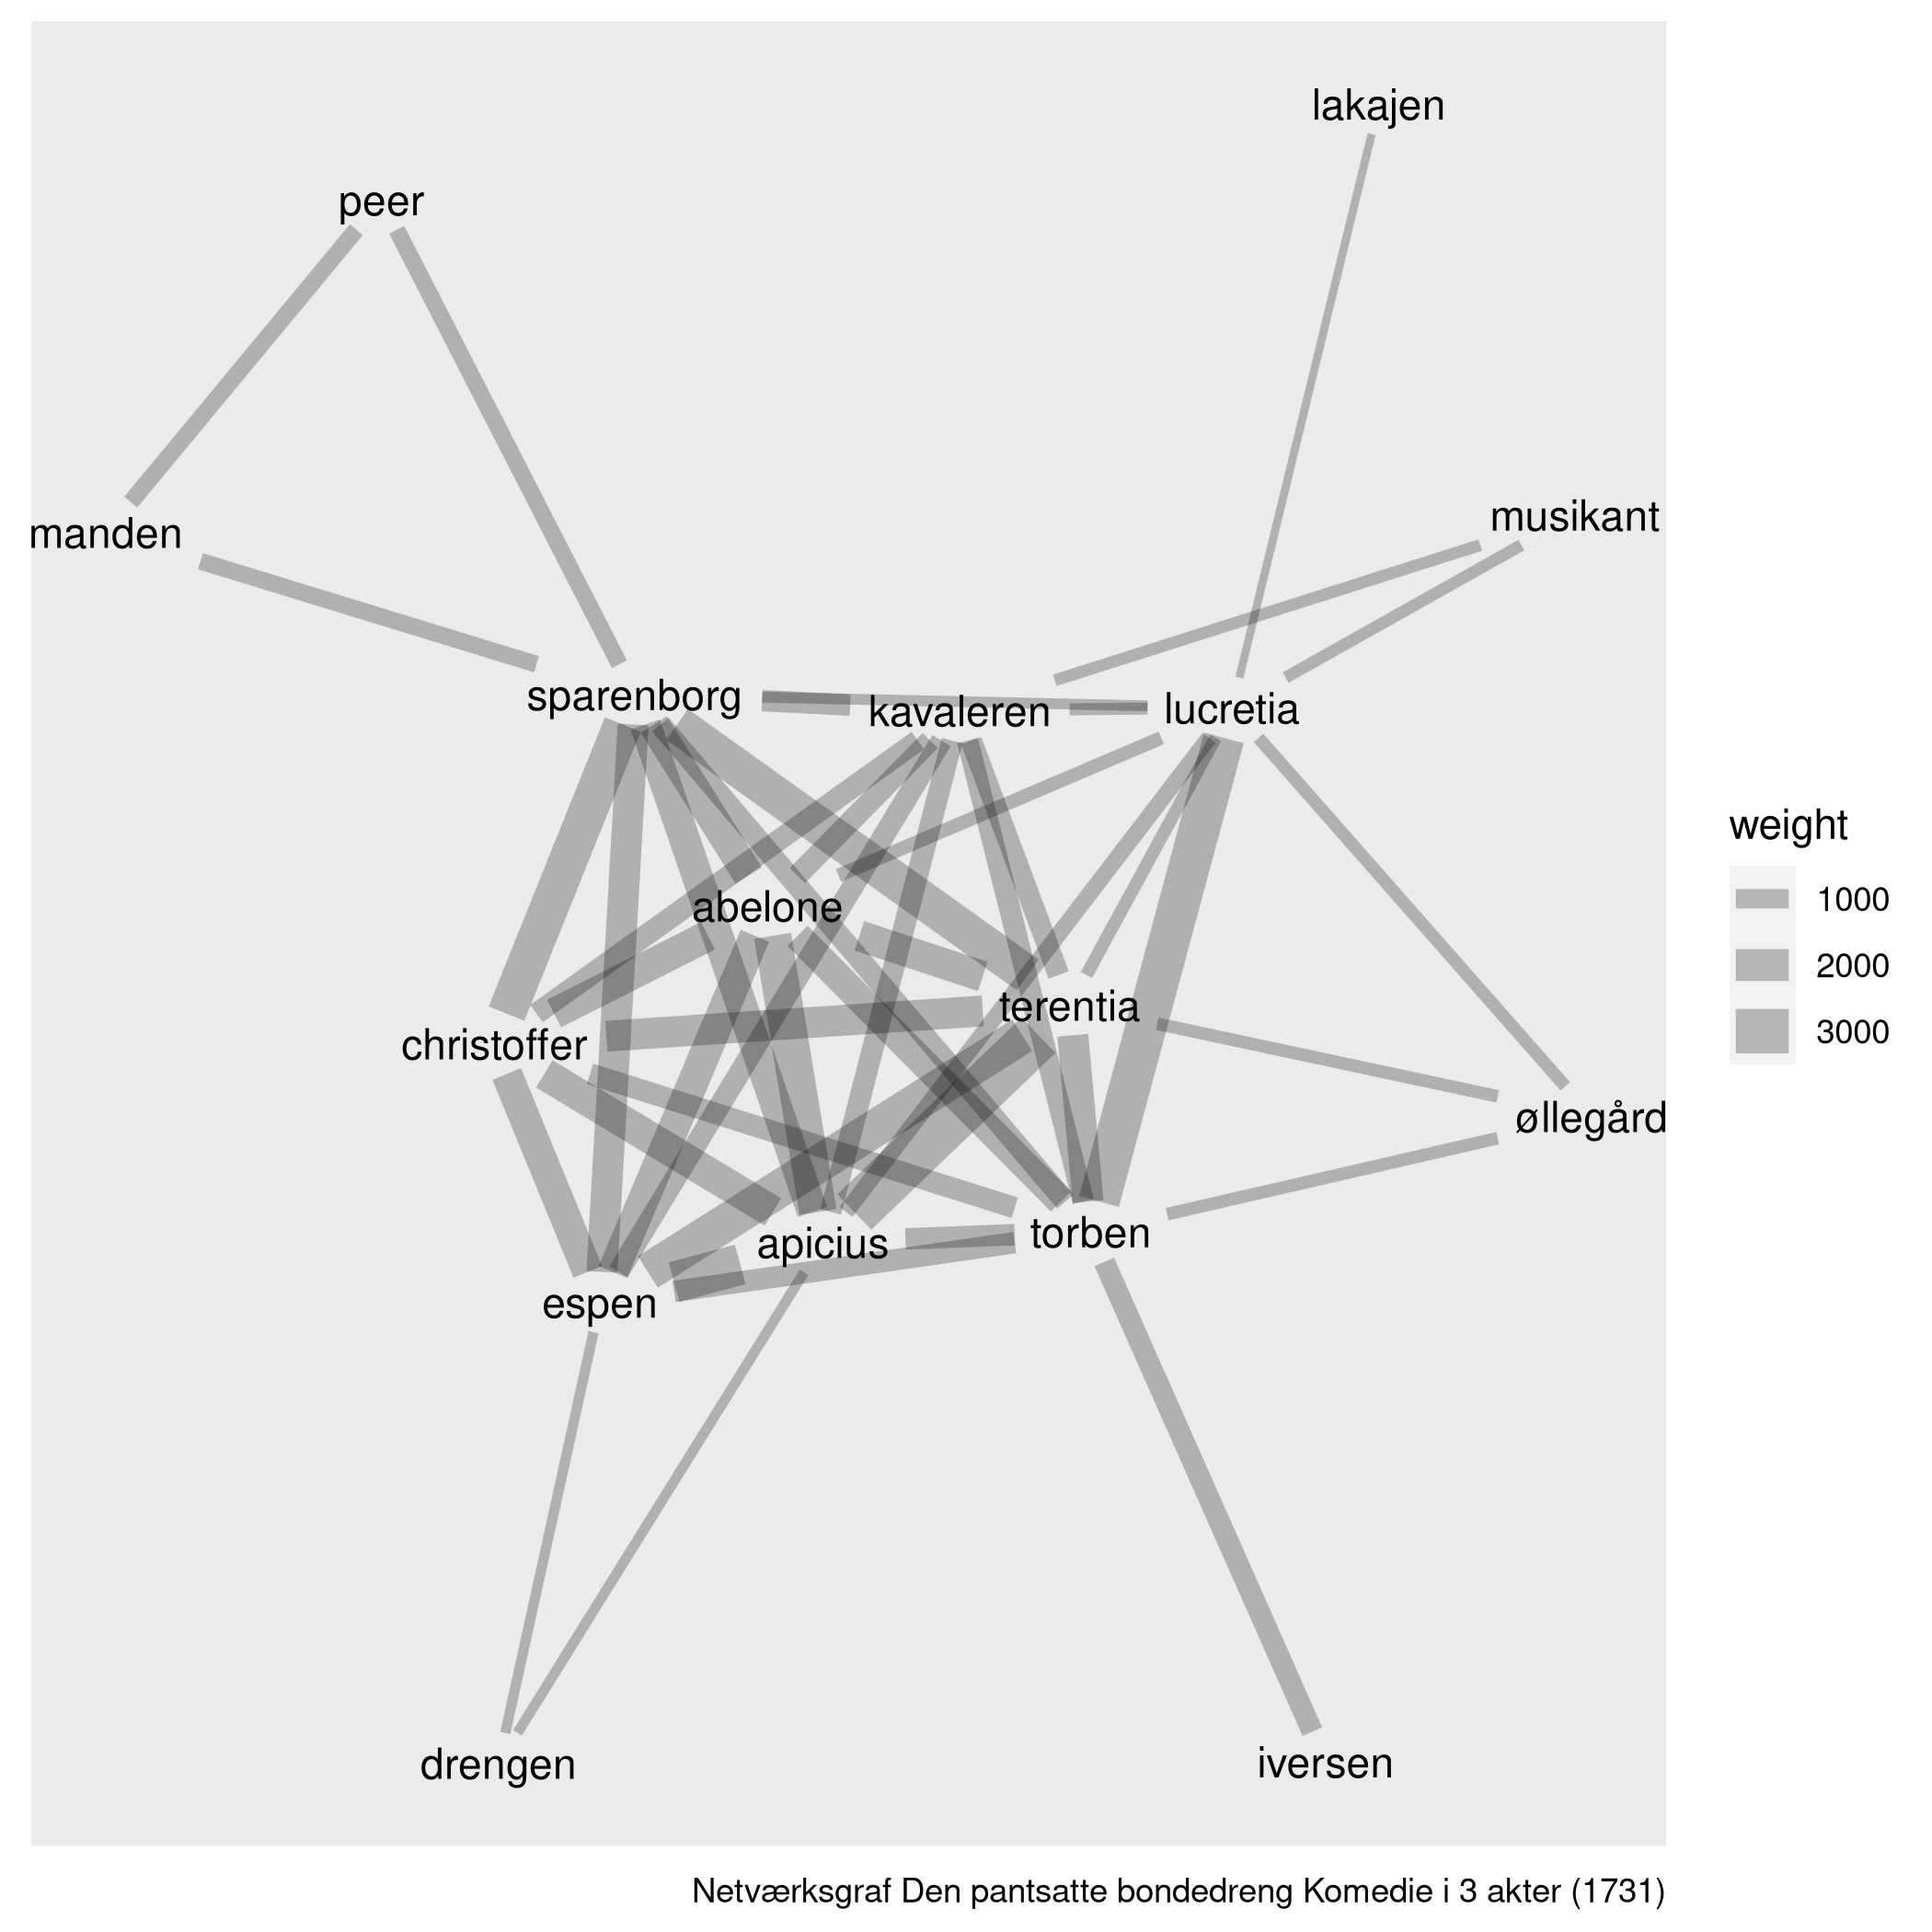 lakajen
peer
musikant
manden
sparenborg
kavaleren
lucretia
weight
1000
abelone
2000
terentia
3000
christoffer
øllegård
torben
apicius
espen
drengen
iversen
Netværksgraf Den pantsatte bondedreng Komedie i 3 akter (1731)